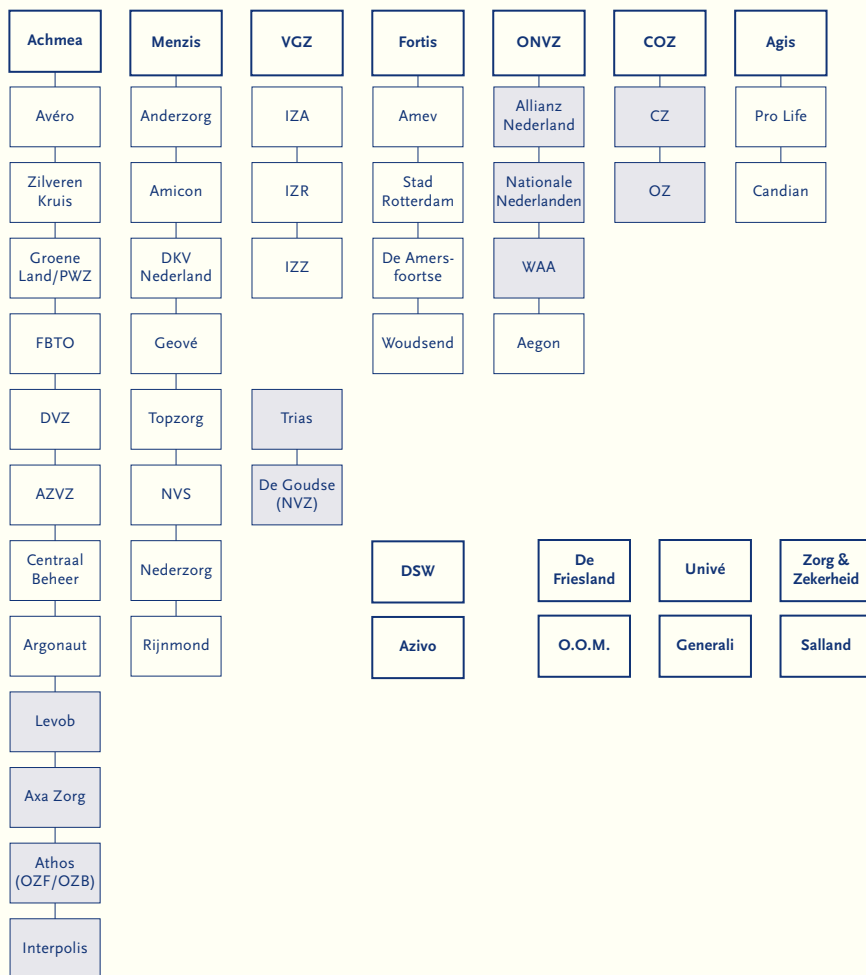 Achmea
Menzis
VGZ
Fortis
ONVZ
COZ
Agis
Avéro
Anderzorg
IZA
Amev
Allianz
Nederland
CZ
Pro Life
Zilveren
Kruis
Amicon
IZR
Stad
Rotterdam
Nationale
Nederlanden
OZ
Candian
Groene
Land/PWZ
DKV
Nederland
IZZ
De Amers-
foortse
WAA
FBTO
Geové
Woudsend
Aegon
DVZ
Topzorg
Trias
AZVZ
NVS
De Goudse
(NVZ)
Centraal
Beheer
Nederzorg
DSW
De
Friesland
Univé
Zorg &
Zekerheid
Argonaut
Rijnmond
Azivo
O.O.M.
Generali
Salland
Levob
Axa Zorg
Athos
(OZF/OZB)
Interpolis